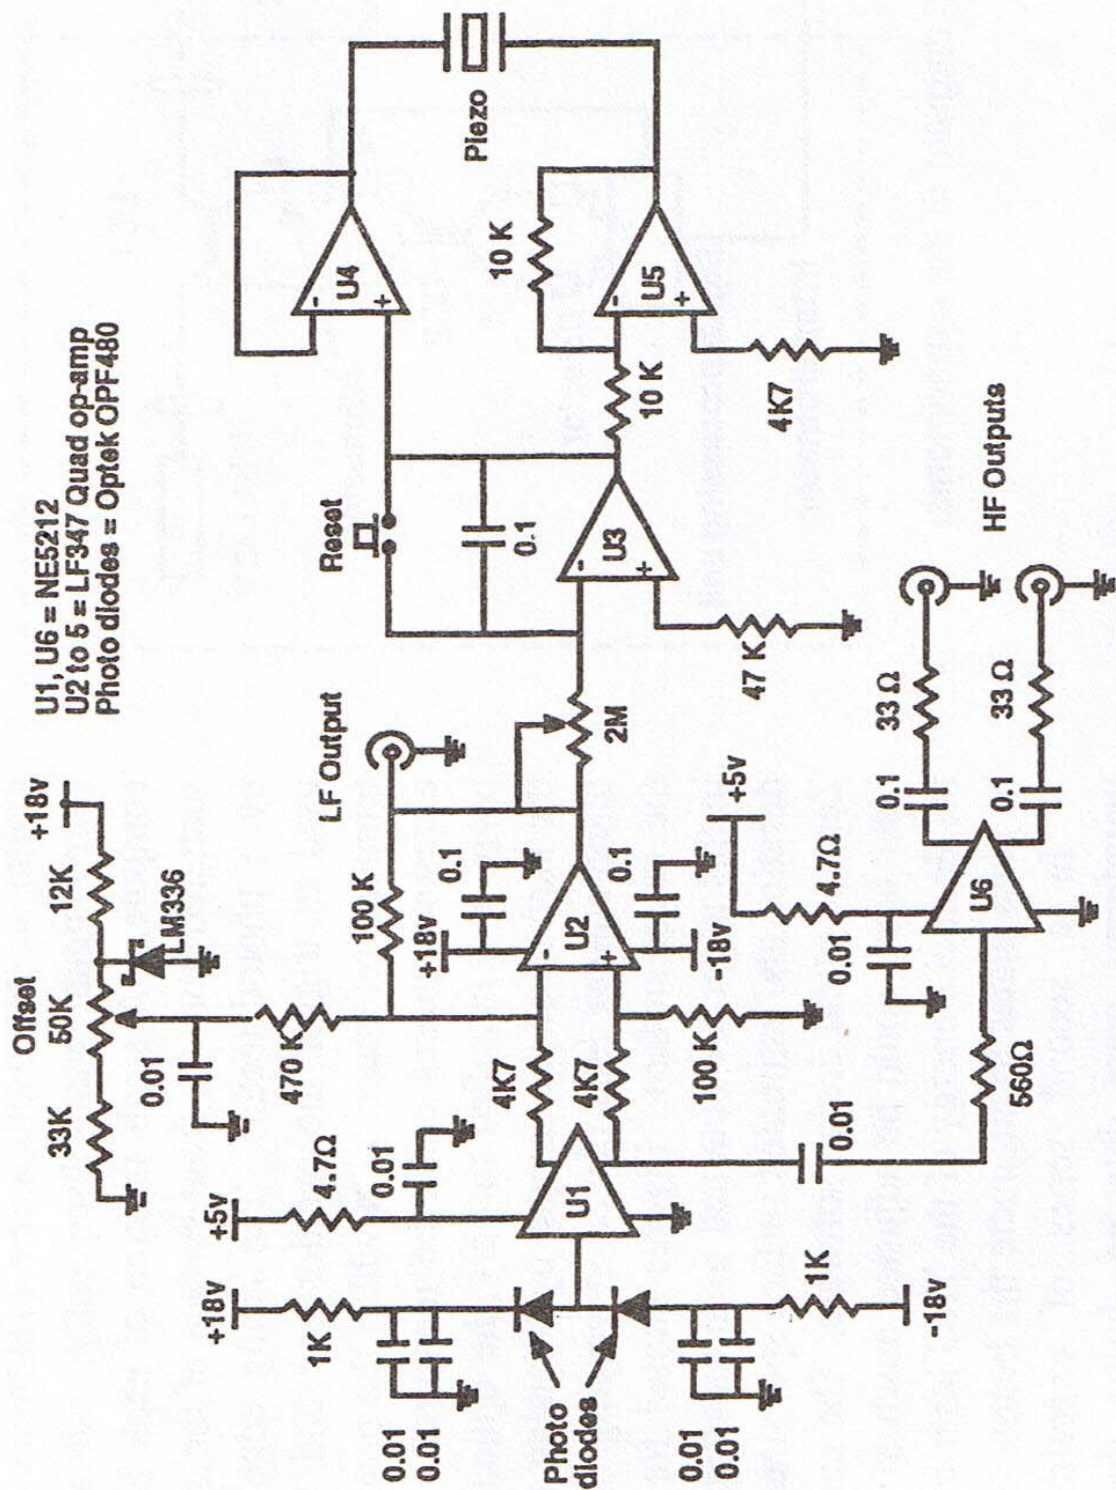 U1, U6 = NE5212
U2 to 5 = LF347 Quad op-amp
Photo diodes = Optek OPF480
Offset
33K
50K
12K
+18v
LM336
0.01
470 K
100 K
LF Output
+5v
4.7Ω
0.01
+18v
1K
0.01
0.01
Photo
diodes
0.01
0.01
1K
-18v
U1
4K7
4K7
100 K
+18v
0.1
-
+
U2
0.1
-18v
2M
Reset
0.1
-
+
U3
47 K
-
+
U4
Piezo
10 K
10 K
-
+
U5
4K7
0.01
560Ω
+5v
4.7Ω
0.01
U6
0.1
33 Ω
0.1
33 Ω
HF Outputs